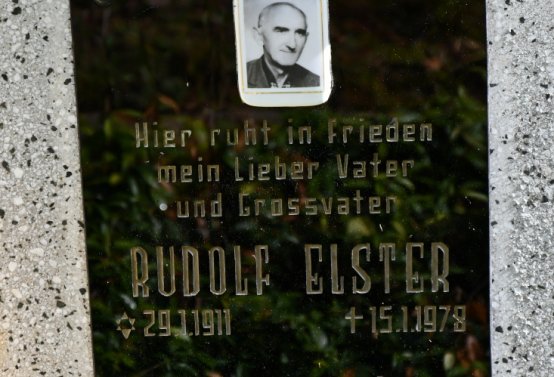 Hier ruht in Frieden
mein lieber Vater
und Grossvater
RUDOLF ELSTER
✡ 29.1.1911 ✝ 15.1.1978